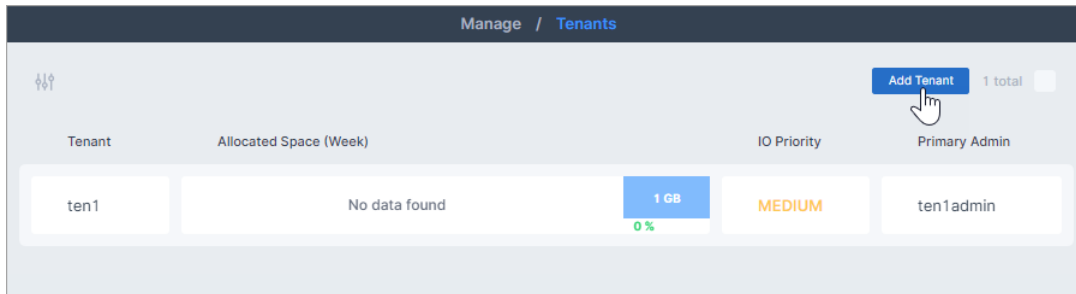 Manage / Tenants
Add Tenant 1 total
Tenant Allocated Space (Week) IO Priority Primary Admin
ten1 No data found 1 GB MEDIUM ten1admin
0 %